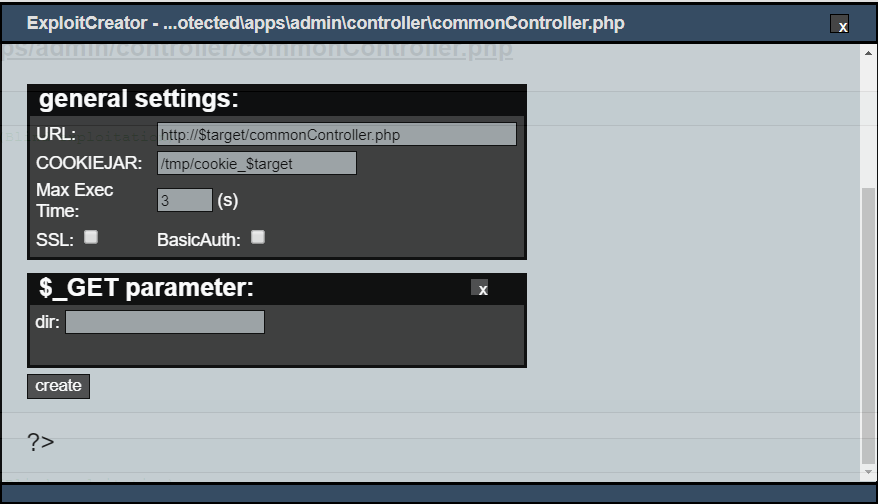 ExploitCreator - ...otected\apps\admin\controller\commonController.php
x
ps/admin/controller/commonController.php
general settings:
URL: http://$target/commonController.php
COOKIEJAR: /tmp/cookie_$target
Max Exec
Time: 3 (s)
SSL: BasicAuth:
$_GET parameter: x
dir:
create
?>